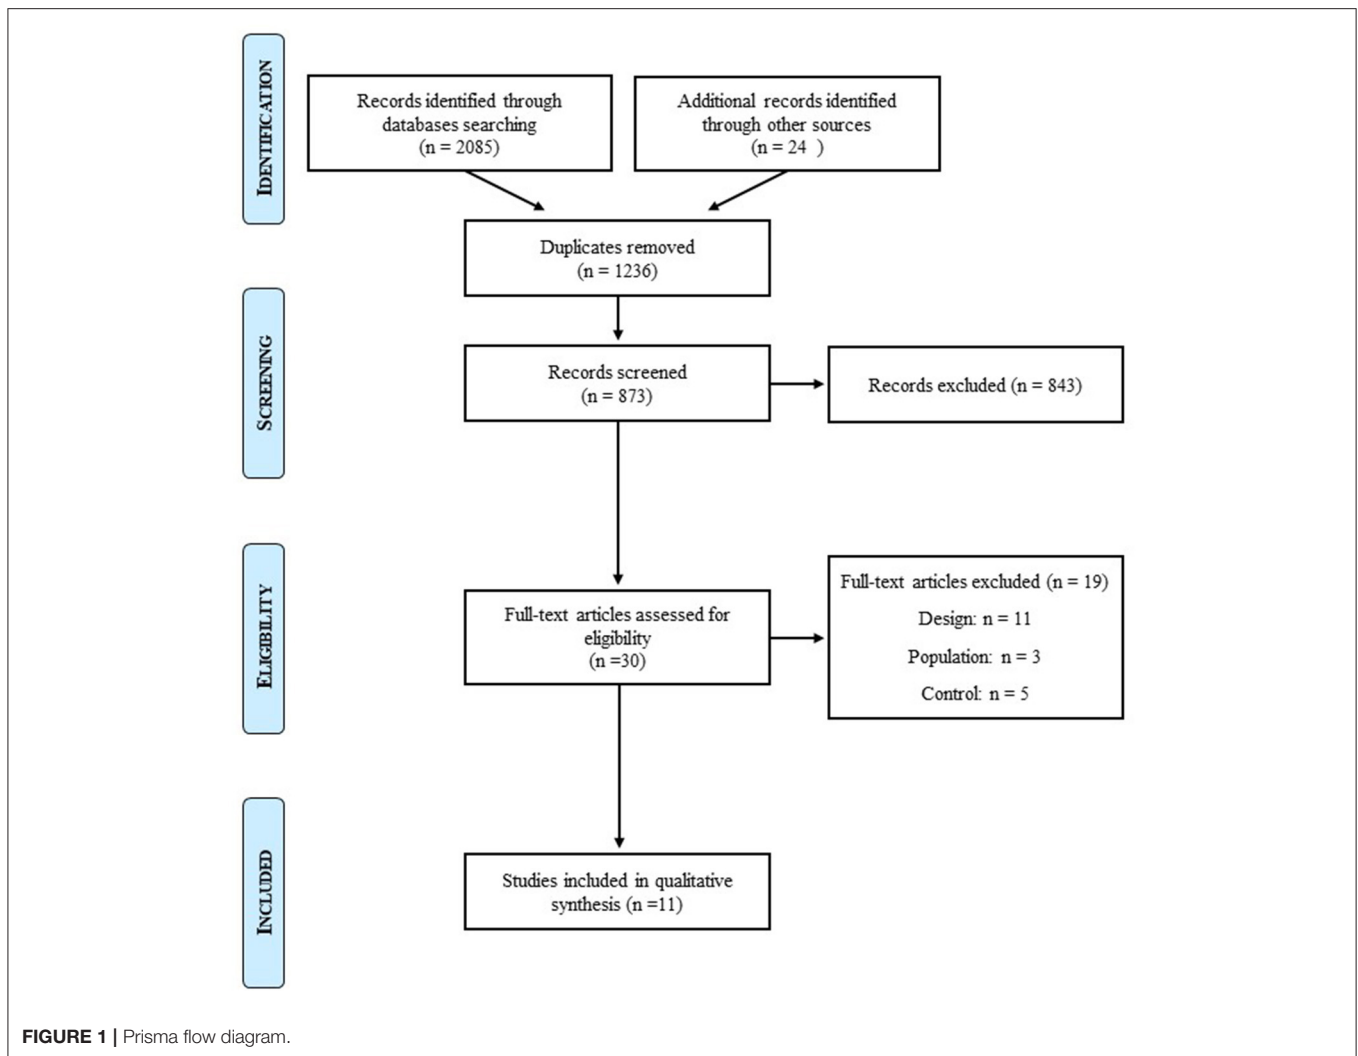 IDENTIFICATION
Records identified through
databases searching
(n = 2085)
Additional records identified
through other sources
(n = 24  )
Duplicates removed
(n = 1236)
SCREENING
Records screened
(n = 873)
Records excluded (n = 843)
ELIGIBILITY
Full-text articles assessed for
eligibility
(n =30)
Full-text articles excluded (n = 19)
Design: n = 11
Population: n = 3
Control: n = 5
INCLUDED
Studies included in qualitative
synthesis (n =11)
FIGURE 1 | Prisma flow diagram.